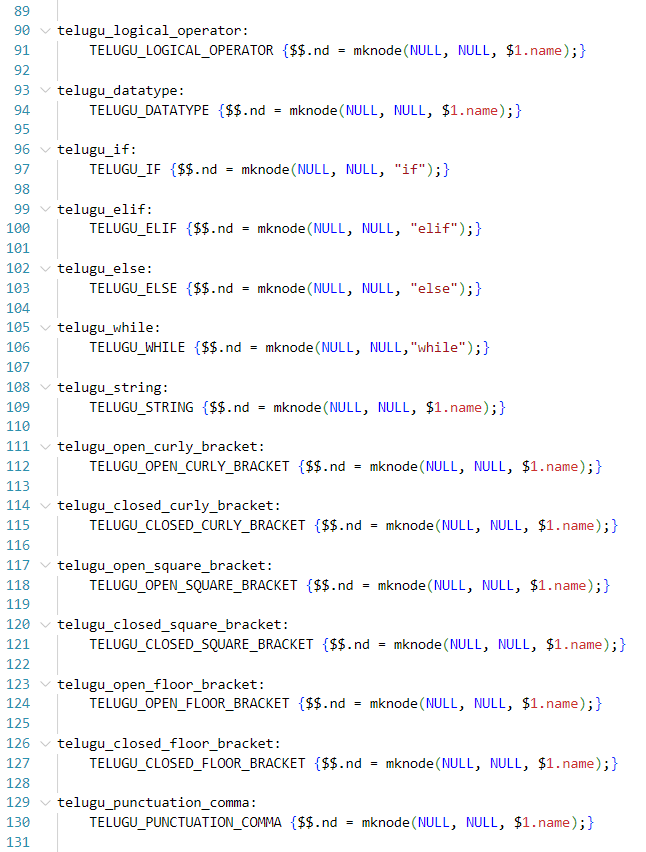 89
90 telugu_logical_operator:
91 TELUGU_LOGICAL_OPERATOR {$$.nd = mknode(NULL, NULL, $1.name);}
92
93 telugu_datatype:
94 TELUGU_DATATYPE {$$.nd = mknode(NULL, NULL, $1.name);}
95
96 telugu_if:
97 TELUGU_IF {$$.nd = mknode(NULL, NULL, "if");}
98
99 telugu_elif:
100 TELUGU_ELIF {$$.nd = mknode(NULL, NULL, "elif");}
101
102 telugu_else:
103 TELUGU_ELSE {$$.nd = mknode(NULL, NULL, "else");}
104
105 telugu_while:
106 TELUGU_WHILE {$$.nd = mknode(NULL, NULL,"while");}
107
108 telugu_string:
109 TELUGU_STRING {$$.nd = mknode(NULL, NULL, $1.name);}
110
111 telugu_open_curly_bracket:
112 TELUGU_OPEN_CURLY_BRACKET {$$.nd = mknode(NULL, NULL, $1.name);}
113
114 telugu_closed_curly_bracket:
115 TELUGU_CLOSED_CURLY_BRACKET {$$.nd = mknode(NULL, NULL, $1.name);}
116
117 telugu_open_square_bracket:
118 TELUGU_OPEN_SQUARE_BRACKET {$$.nd = mknode(NULL, NULL, $1.name);}
119
120 telugu_closed_square_bracket:
121 TELUGU_CLOSED_SQUARE_BRACKET {$$.nd = mknode(NULL, NULL, $1.name);}
122
123 telugu_open_floor_bracket:
124 TELUGU_OPEN_FLOOR_BRACKET {$$.nd = mknode(NULL, NULL, $1.name);}
125
126 telugu_closed_floor_bracket:
127 TELUGU_CLOSED_FLOOR_BRACKET {$$.nd = mknode(NULL, NULL, $1.name);}
128
129 telugu_punctuation_comma:
130 TELUGU_PUNCTUATION_COMMA {$$.nd = mknode(NULL, NULL, $1.name);}
131